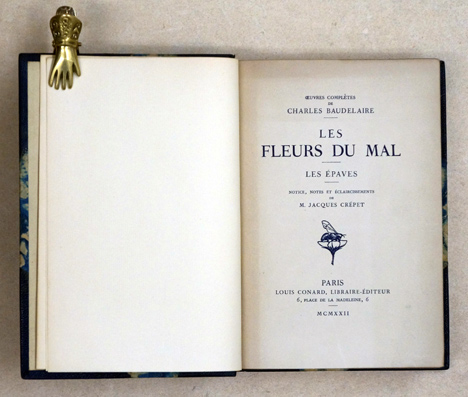 ŒUVRES COMPLÈTES
DE
CHARLES BAUDELAIRE
LES
FLEURS DU MAL
LES ÉPAVES
NOTICE, NOTES ET ÉCLAIRCISSEMENTS
DE
M. JACQUES CRÉPET
PARIS
LOUIS CONARD, LIBRAIRE-ÉDITEUR
6, PLACE DE LA MADELEINE, 6
MCMXXII